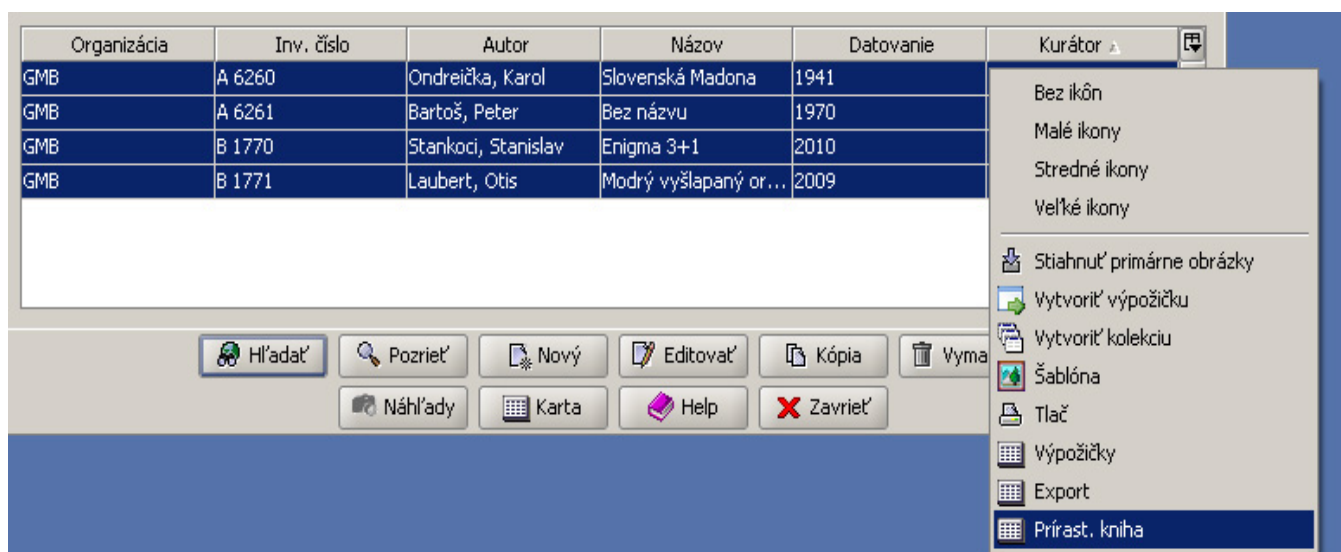 Organizácia Inv. číslo Autor Názov Datovanie Kurátor
GMB A 6260 Ondreička, Karol Slovenská Madona 1941
GMB A 6261 Bartoš, Peter Bez názvu 1970
GMB B 1770 Stankoci, Stanislav Enigma 3+1 2010
GMB B 1771 Laubert, Otis Modrý vyšlapaný or... 2009
Bez ikôn
Malé ikony
Stredné ikony
Veľké ikony
Stiahnuť primárne obrázky
Vytvoriť výpožičku
Vytvoriť kolekciu
Šablóna
Tlač
Výpožičky
Export
Prírast. kniha
Hľadať Pozrieť Nový Editovať Kópia Vyma
Náhľady Karta Help Zavrieť